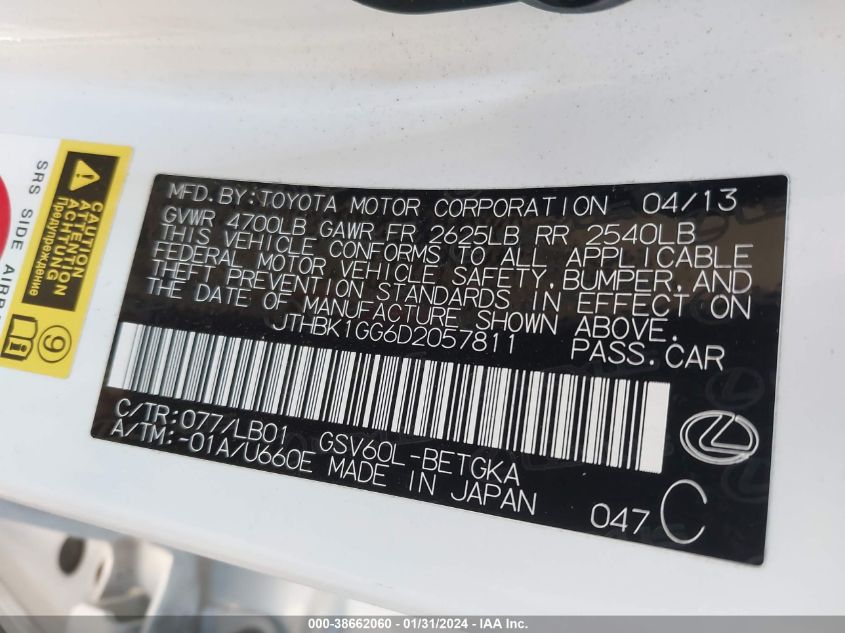 SRS SIDE AIRB
CAUTION
ATTENTION
ACHTUNG
Предупреждение
9
MFD. BY: TOYOTA MOTOR CORPORATION 04/13
GVWR 4700LB GAWR FR 2625LB RR 2540LB
THIS VEHICLE CONFORMS TO ALL APPLICABLE
FEDERAL MOTOR VEHICLE SAFETY, BUMPER, AND
THEFT PREVENTION STANDARDS IN EFFECT ON
THE DATE OF MANUFACTURE SHOWN ABOVE.
JTHBK1GG6D2057811 PASS. CAR
C/TR: 077/LB01 GSV60L-BETGKA
A/TM: -01A/U660E MADE IN JAPAN
047 C
000-38662060 - 01/31/2024 - IAA Inc.